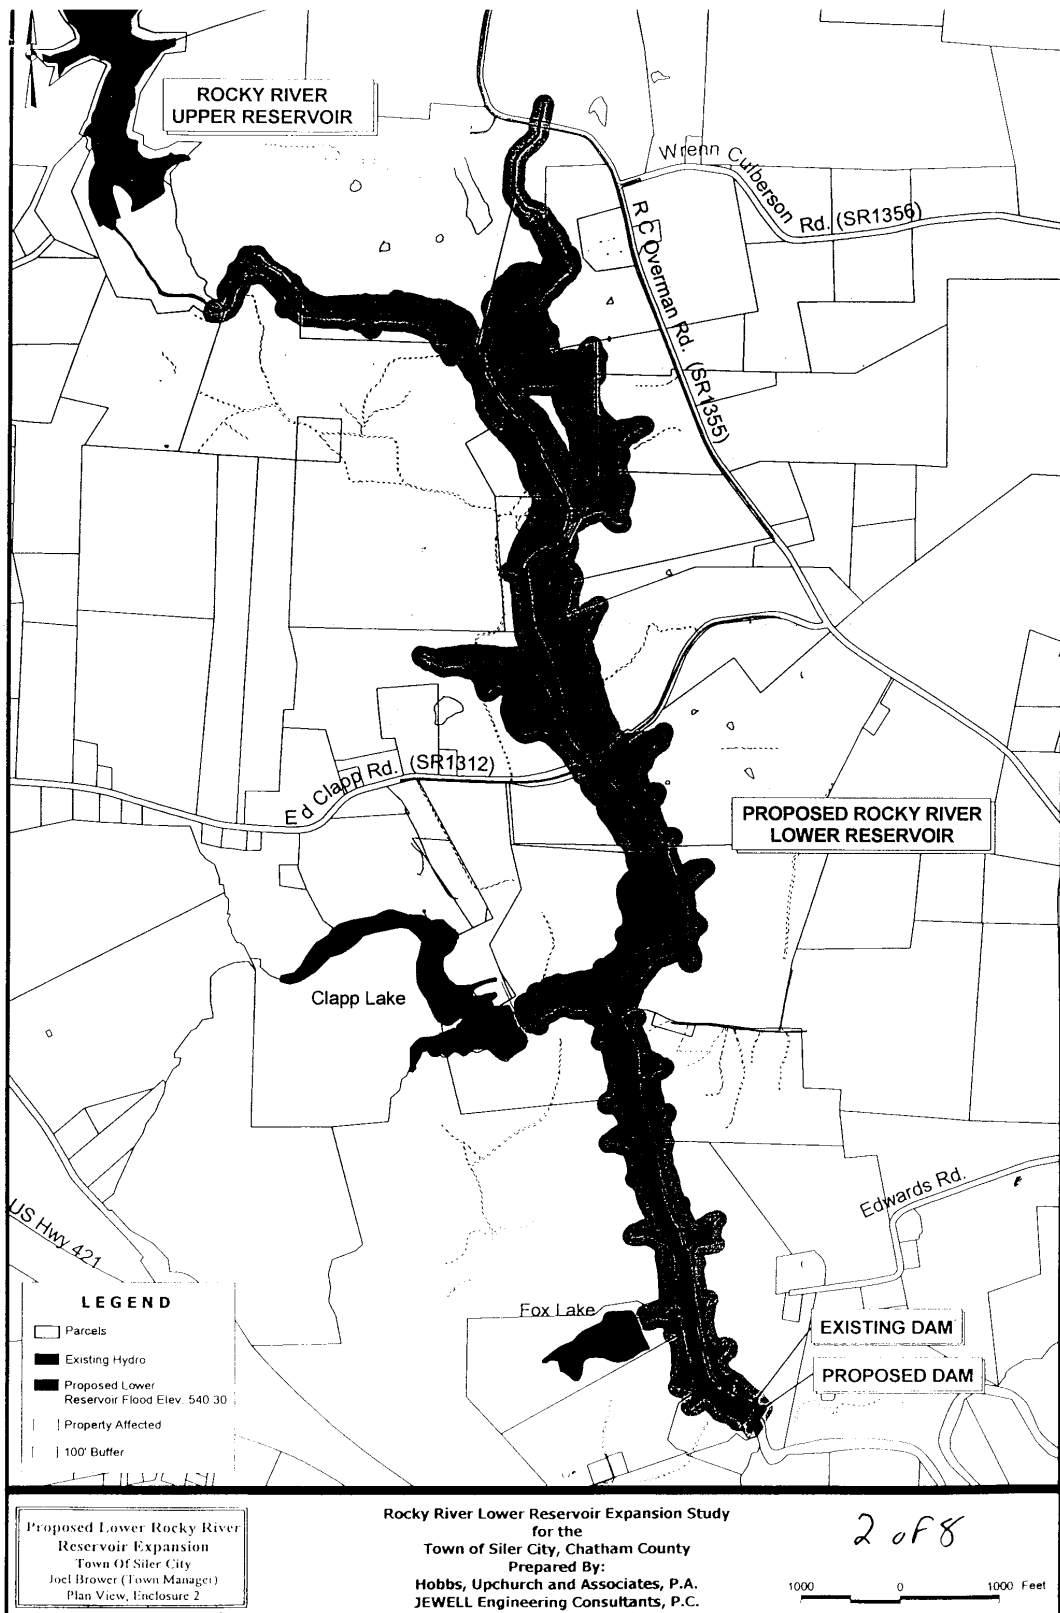 ROCKY RIVER
UPPER RESERVOIR
Wrenn Culberson Rd. (SR1356)
R C Overman Rd. (SR1355)
Ed Clapp Rd. (SR1312)
PROPOSED ROCKY RIVER
LOWER RESERVOIR
Clapp Lake
Edwards Rd.
US Hwy 421
Fox Lake
EXISTING DAM
PROPOSED DAM
LEGEND
Parcels
Existing Hydro
Proposed Lower
Reservoir Flood Elev. 540 30
Property Affected
100' Buffer
Proposed Lower Rocky River
Reservoir Expansion
Town Of Siler City
Joel Brower (Town Manager)
Plan View, Enclosure 2
Rocky River Lower Reservoir Expansion Study
for the
Town of Siler City, Chatham County
Prepared By:
Hobbs, Upchurch and Associates, P.A.
JEWELL Engineering Consultants, P.C.
2 of 8
1000 0 1000 Feet